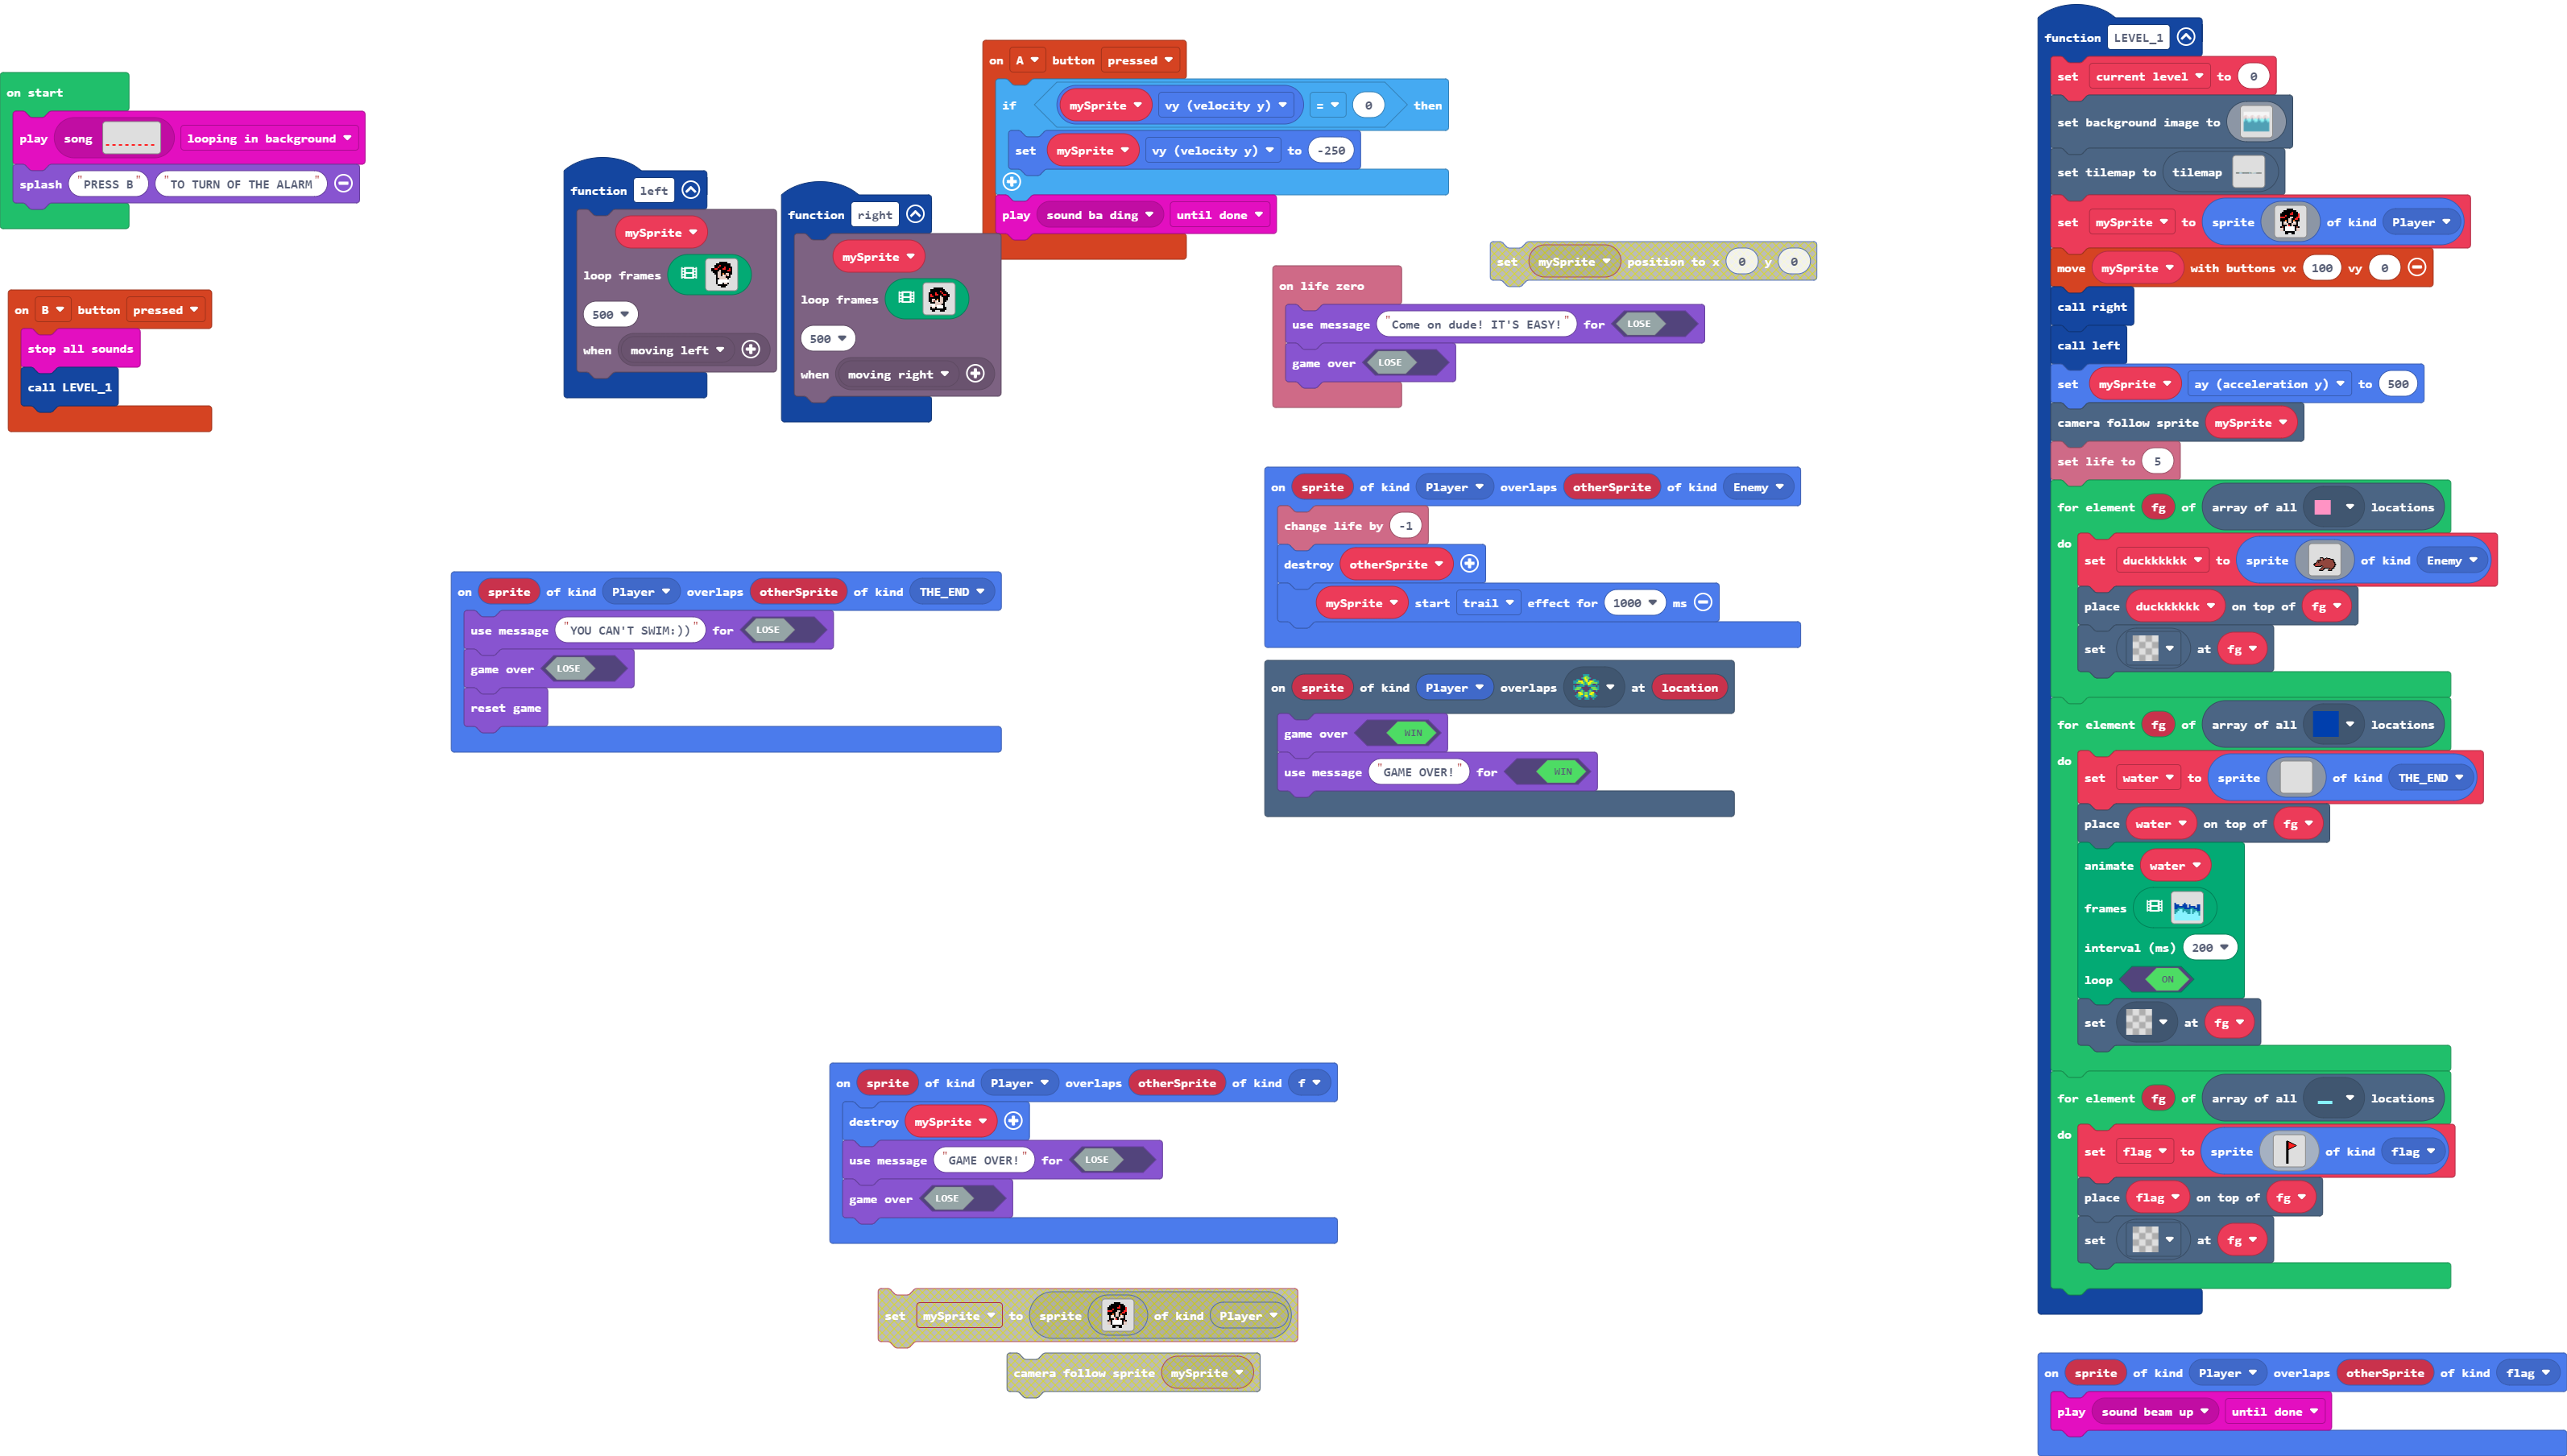 on start
play song looping in background
splash "PRESS B" "TO TURN OF THE ALARM"
on B button pressed
stop all sounds
call LEVEL_1
function left
mySprite
loop frames
500
when moving left
function right
mySprite
loop frames
500
when moving right
on A button pressed
if mySprite vy (velocity y) = 0 then
set mySprite vy (velocity y) to -250
play sound ba ding until done
set mySprite position to x 0 y 0
on life zero
use message "Come on dude! IT'S EASY!" for LOSE
game over LOSE
on sprite of kind Player overlaps otherSprite of kind Enemy
change life by -1
destroy otherSprite
mySprite start trail effect for 1000 ms
on sprite of kind Player overlaps at location
game over WIN
use message "GAME OVER!" for WIN
on sprite of kind Player overlaps otherSprite of kind THE_END
use message "YOU CAN'T SWIM:))" for LOSE
game over LOSE
reset game
on sprite of kind Player overlaps otherSprite of kind f
destroy mySprite
use message "GAME OVER!" for LOSE
game over LOSE
set mySprite to sprite of kind Player
camera follow sprite mySprite
function LEVEL_1
set current level to 0
set background image to
set tilemap to tilemap
set mySprite to sprite of kind Player
move mySprite with buttons vx 100 vy 0
call right
call left
set mySprite ay (acceleration y) to 500
camera follow sprite mySprite
set life to 5
for element fg of array of all locations
do
set duckkkkkk to sprite of kind Enemy
place duckkkkkk on top of fg
set at fg
for element fg of array of all locations
do
set water to sprite of kind THE_END
place water on top of fg
animate water
frames
interval (ms) 200
loop ON
set at fg
for element fg of array of all locations
do
set flag to sprite of kind flag
place flag on top of fg
set at fg
on sprite of kind Player overlaps otherSprite of kind flag
play sound beam up until done